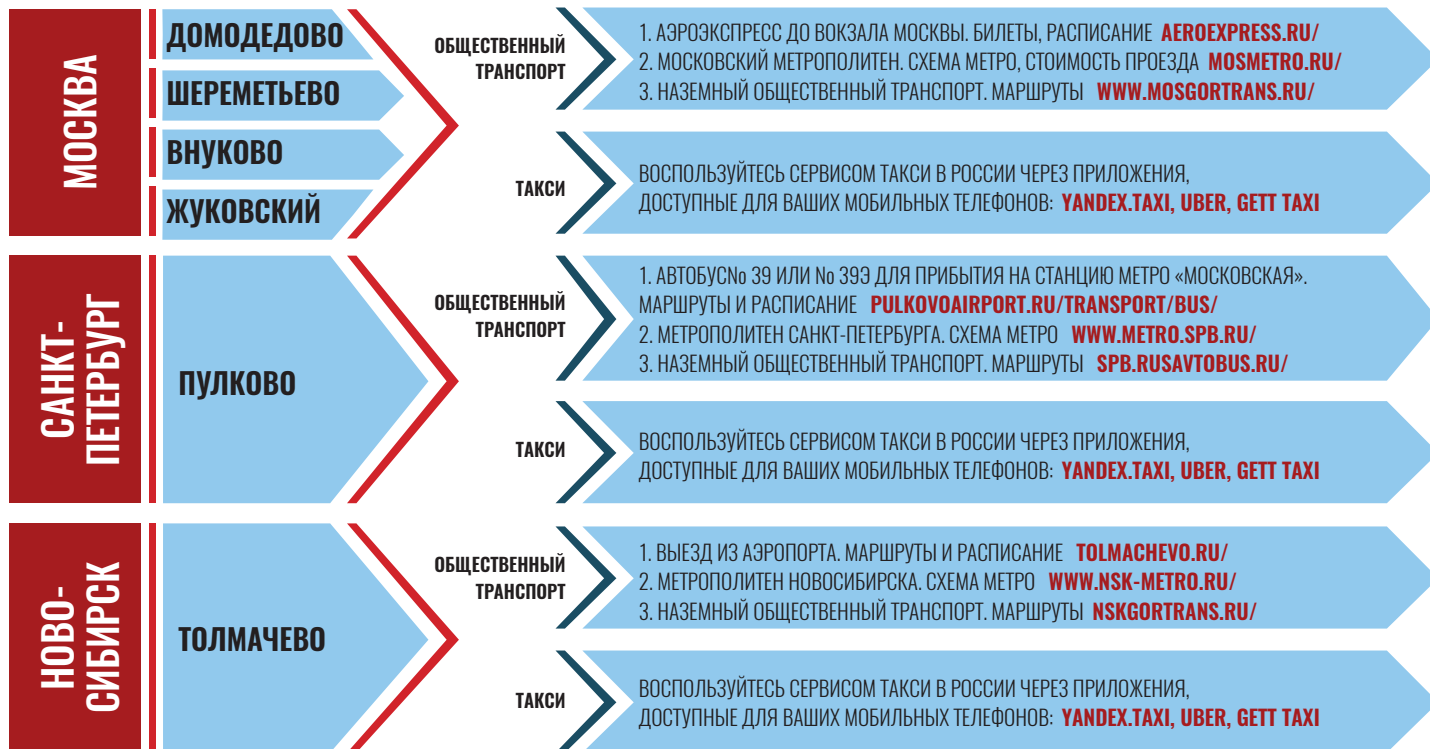 МОСКВА
ДОМОДЕДОВО
ШЕРЕМЕТЬЕВО
ВНУКОВО
ЖУКОВСКИЙ
ОБЩЕСТВЕННЫЙ
ТРАНСПОРТ
1. АЭРОЭКСПРЕСС ДО ВОКЗАЛА МОСКВЫ. БИЛЕТЫ, РАСПИСАНИЕ AEROEXPRESS.RU/
2. МОСКОВСКИЙ МЕТРОПОЛИТЕН. СХЕМА МЕТРО, СТОИМОСТЬ ПРОЕЗДА MOSMETRO.RU/
3. НАЗЕМНЫЙ ОБЩЕСТВЕННЫЙ ТРАНСПОРТ. МАРШРУТЫ WWW.MOSGORTRANS.RU/
ТАКСИ
ВОСПОЛЬЗУЙТЕСЬ СЕРВИСОМ ТАКСИ В РОССИИ ЧЕРЕЗ ПРИЛОЖЕНИЯ,
ДОСТУПНЫЕ ДЛЯ ВАШИХ МОБИЛЬНЫХ ТЕЛЕФОНОВ: YANDEX.TAXI, UBER, GETT TAXI
САНКТ-
ПЕТЕРБУРГ
ПУЛКОВО
ОБЩЕСТВЕННЫЙ
ТРАНСПОРТ
1. АВТОБУС№ 39 ИЛИ № 39Э ДЛЯ ПРИБЫТИЯ НА СТАНЦИЮ МЕТРО «МОСКОВСКАЯ».
МАРШРУТЫ И РАСПИСАНИЕ PULKOVOAIRPORT.RU/TRANSPORT/BUS/
2. МЕТРОПОЛИТЕН САНКТ-ПЕТЕРБУРГА. СХЕМА МЕТРО WWW.METRO.SPB.RU/
3. НАЗЕМНЫЙ ОБЩЕСТВЕННЫЙ ТРАНСПОРТ. МАРШРУТЫ SPB.RUSAVTOBUS.RU/
ТАКСИ
ВОСПОЛЬЗУЙТЕСЬ СЕРВИСОМ ТАКСИ В РОССИИ ЧЕРЕЗ ПРИЛОЖЕНИЯ,
ДОСТУПНЫЕ ДЛЯ ВАШИХ МОБИЛЬНЫХ ТЕЛЕФОНОВ: YANDEX.TAXI, UBER, GETT TAXI
НОВО-
СИБИРСК
ТОЛМАЧЕВО
ОБЩЕСТВЕННЫЙ
ТРАНСПОРТ
1. ВЫЕЗД ИЗ АЭРОПОРТА. МАРШРУТЫ И РАСПИСАНИЕ TOLMACHEVO.RU/
2. МЕТРОПОЛИТЕН НОВОСИБИРСКА. СХЕМА МЕТРО WWW.NSK-METRO.RU/
3. НАЗЕМНЫЙ ОБЩЕСТВЕННЫЙ ТРАНСПОРТ. МАРШРУТЫ NSKGORTRANS.RU/
ТАКСИ
ВОСПОЛЬЗУЙТЕСЬ СЕРВИСОМ ТАКСИ В РОССИИ ЧЕРЕЗ ПРИЛОЖЕНИЯ,
ДОСТУПНЫЕ ДЛЯ ВАШИХ МОБИЛЬНЫХ ТЕЛЕФОНОВ: YANDEX.TAXI, UBER, GETT TAXI